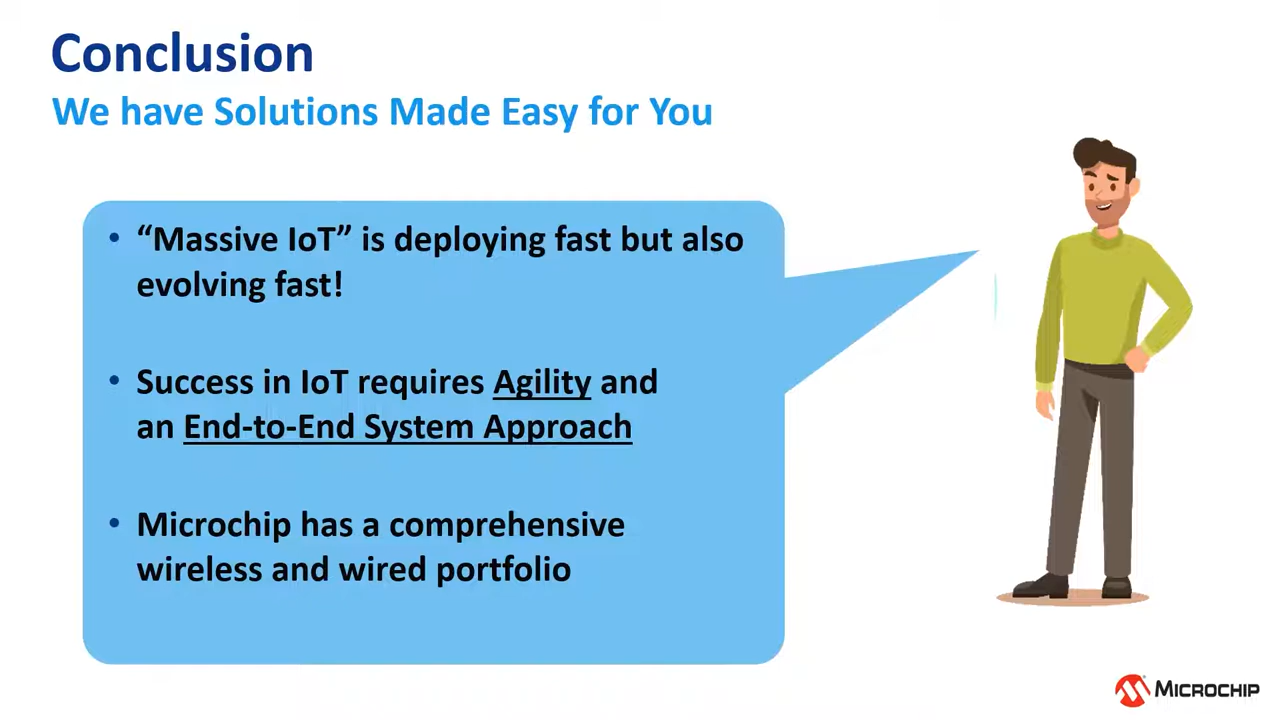 Conclusion
We have Solutions Made Easy for You
• “Massive IoT” is deploying fast but also
evolving fast!
• Success in IoT requires Agility and
an End-to-End System Approach
• Microchip has a comprehensive
wireless and wired portfolio
MICROCHIP